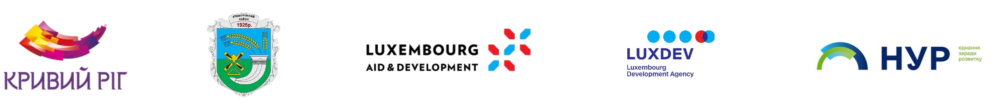 КРИВИЙ РІГ
КРИВОРІЗЬКИЙ
РАЙОН
1925р.
LUXEMBOURG
AID & DEVELOPMENT
LUXDEV
Luxembourg
Development Agency
НУР
єднання
заради
розвитку